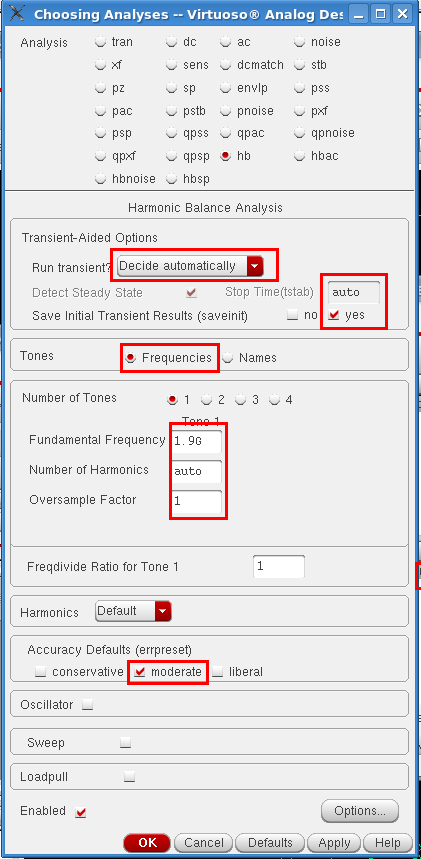 Choosing Analyses -- Virtuoso® Analog Des
Analysis tran dc ac noise
xf sens dcmatch stb
pz sp envlp pss
pac pstb pnoise pxf
psp qpss qpac qpnoise
qpxf qpsp hb hbac
hbnoise hbsp
Harmonic Balance Analysis
Transient-Aided Options
Run transient? Decide automatically
Detect Steady State Stop Time(tstab) auto
Save Initial Transient Results (saveinit) no yes
Tones Frequencies Names
Number of Tones 1 2 3 4
Tone 1
Fundamental Frequency 1.9G
Number of Harmonics auto
Oversample Factor 1
Freqdivide Ratio for Tone 1 1
Harmonics Default
Accuracy Defaults (errpreset)
conservative moderate liberal
Oscillator
Sweep
Loadpull
Enabled Options...
OK Cancel Defaults Apply Help